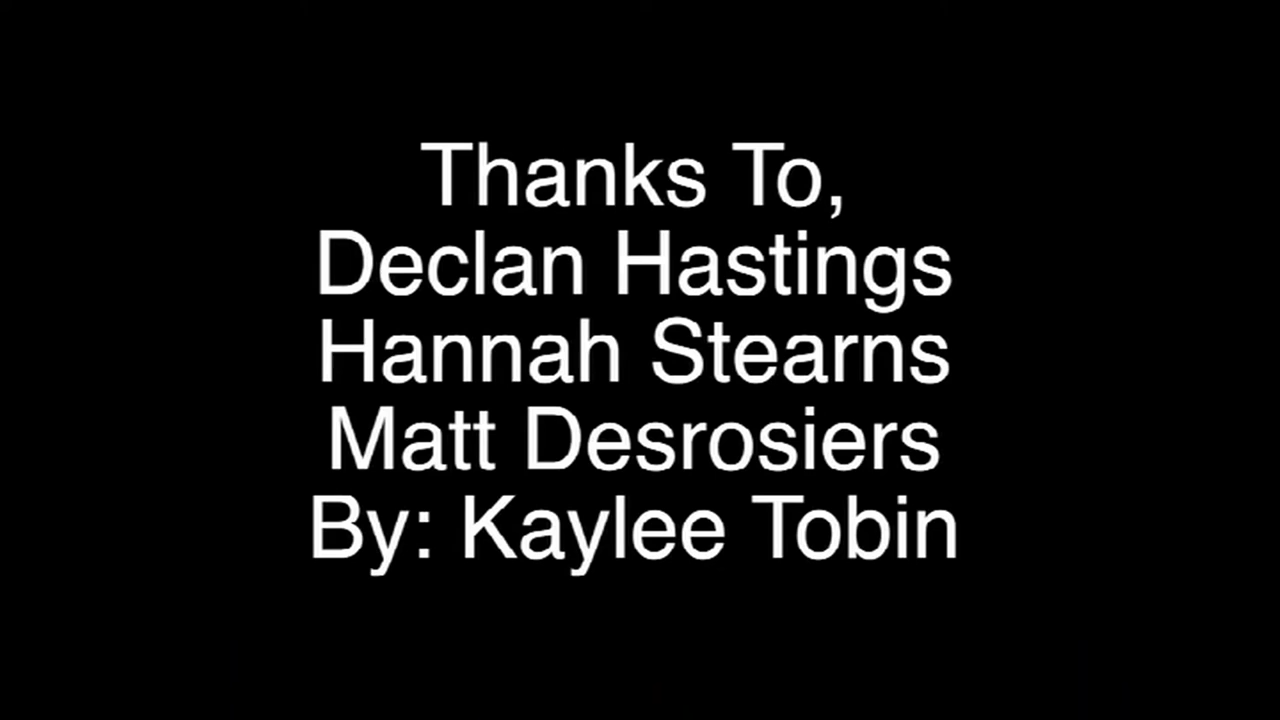 Thanks To,
Declan Hastings
Hannah Stearns
Matt Desrosiers
By: Kaylee Tobin